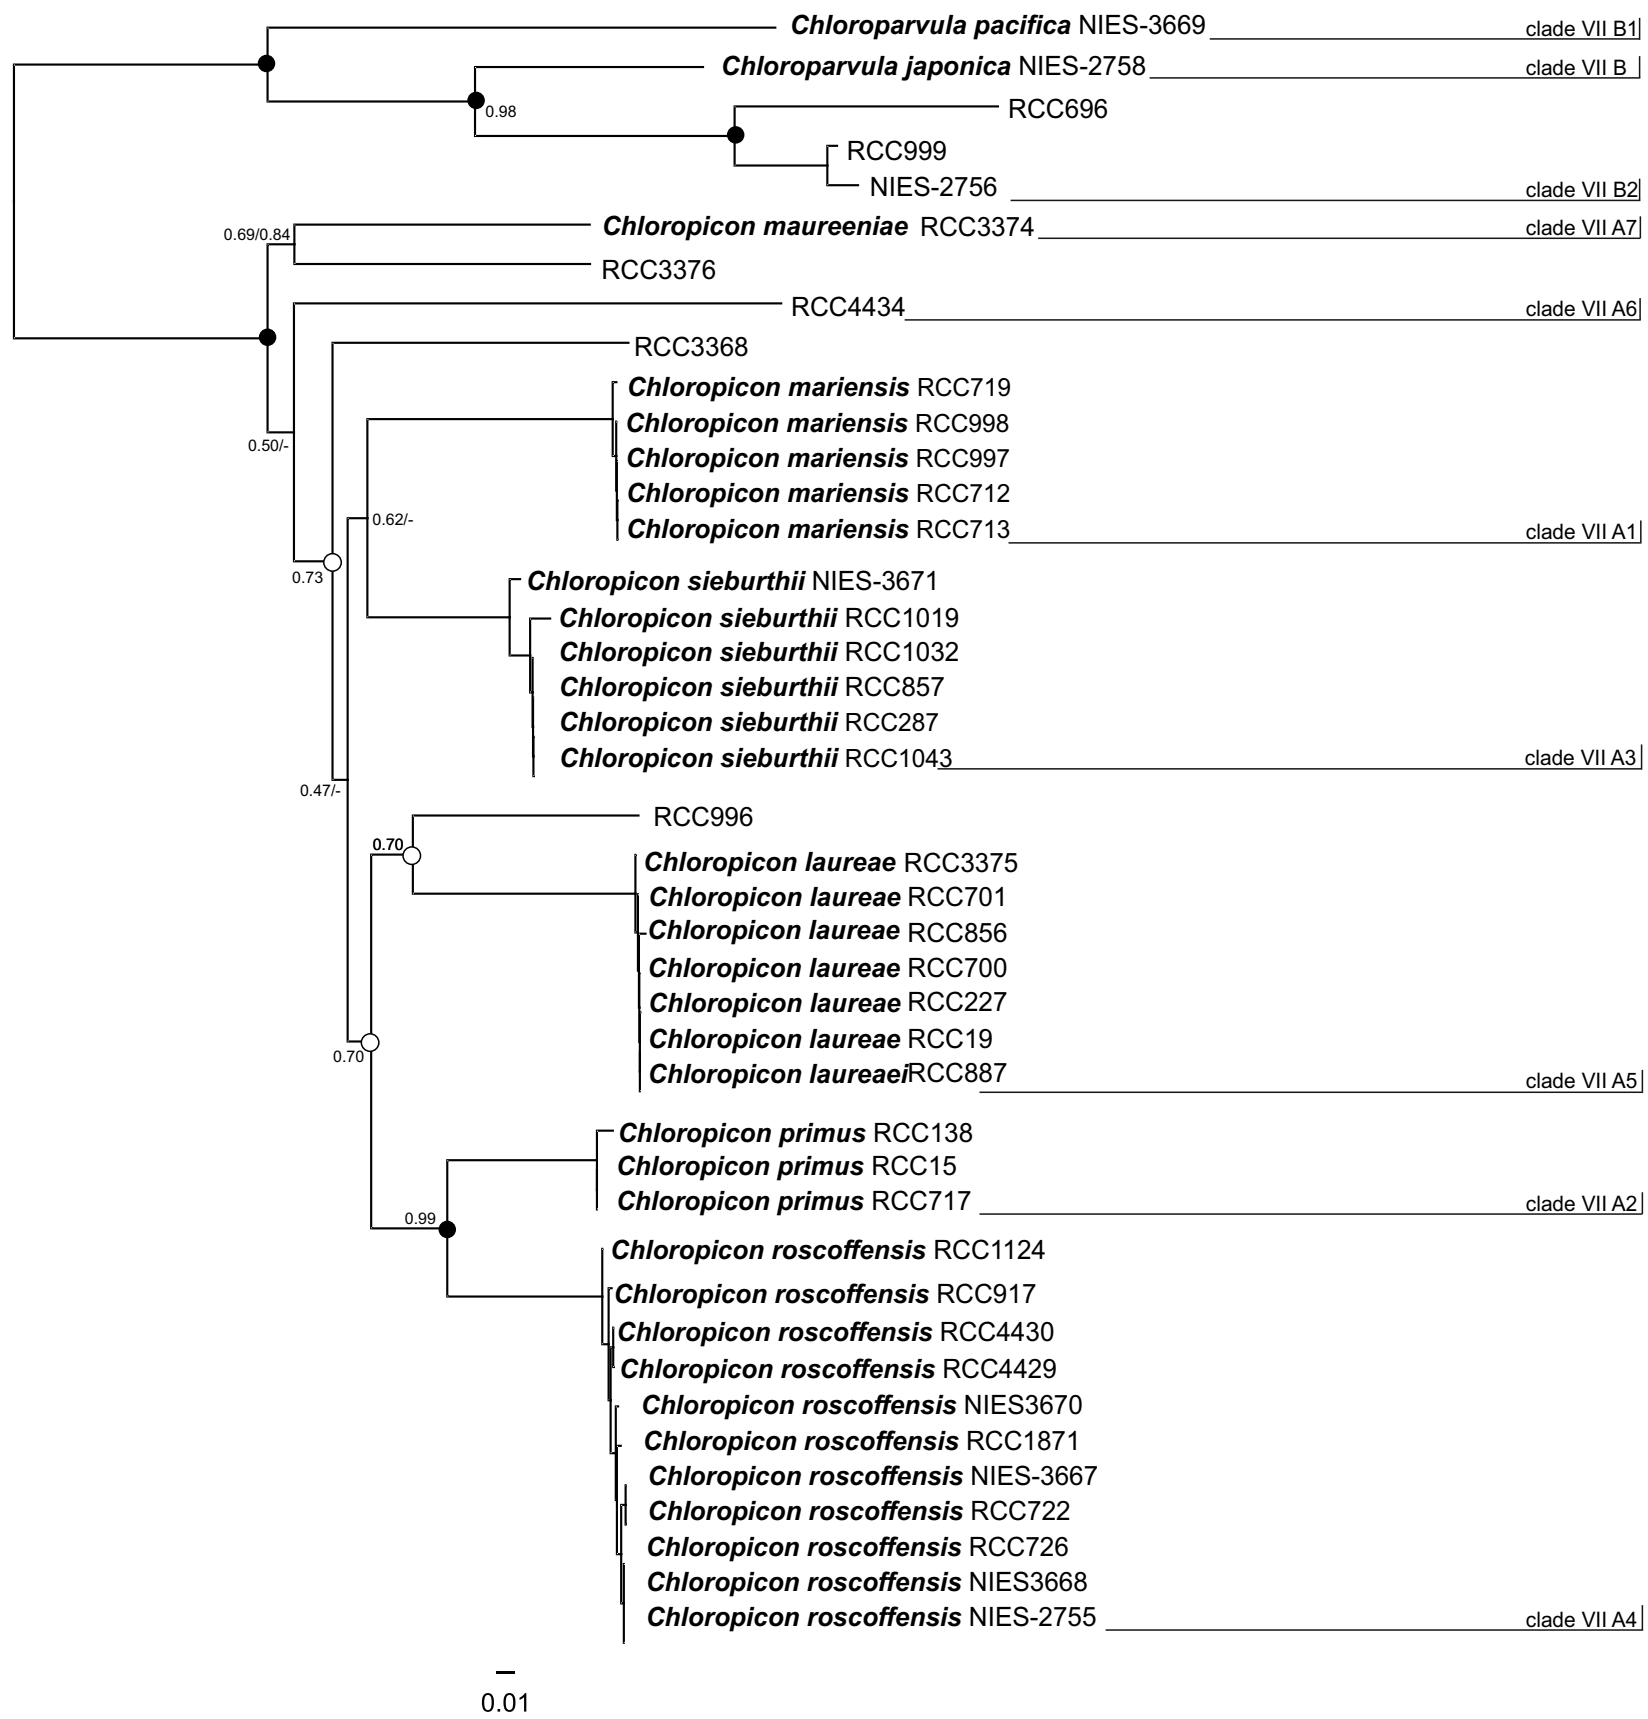 Chloroparvula pacifica NIES-3669 clade VII B1
Chloroparvula japonica NIES-2758 clade VII B
0.98
RCC696
RCC999
NIES-2756 clade VII B2
0.69/0.84
Chloropicon maureeniae RCC3374 clade VII A7
RCC3376
RCC4434 clade VII A6
RCC3368
Chloropicon mariensis RCC719
Chloropicon mariensis RCC998
0.50/-
Chloropicon mariensis RCC997
Chloropicon mariensis RCC712
0.62/-
Chloropicon mariensis RCC713 clade VII A1
0.73
Chloropicon sieburthii NIES-3671
Chloropicon sieburthii RCC1019
Chloropicon sieburthii RCC1032
Chloropicon sieburthii RCC857
Chloropicon sieburthii RCC287
Chloropicon sieburthii RCC1043 clade VII A3
0.47/-
RCC996
0.70
Chloropicon laureae RCC3375
Chloropicon laureae RCC701
Chloropicon laureae RCC856
Chloropicon laureae RCC700
Chloropicon laureae RCC227
Chloropicon laureae RCC19
0.70
Chloropicon laureaeiRCC887 clade VII A5
Chloropicon primus RCC138
Chloropicon primus RCC15
Chloropicon primus RCC717 clade VII A2
0.99
Chloropicon roscoffensis RCC1124
Chloropicon roscoffensis RCC917
Chloropicon roscoffensis RCC4430
Chloropicon roscoffensis RCC4429
Chloropicon roscoffensis NIES3670
Chloropicon roscoffensis RCC1871
Chloropicon roscoffensis NIES-3667
Chloropicon roscoffensis RCC722
Chloropicon roscoffensis RCC726
Chloropicon roscoffensis NIES3668
Chloropicon roscoffensis NIES-2755 clade VII A4
0.01